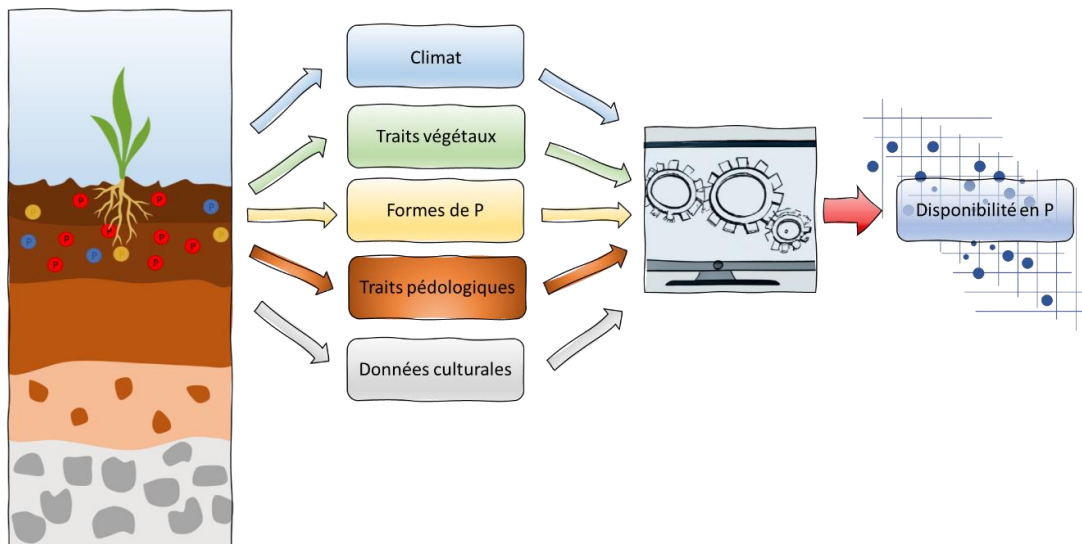 Climat
Traits végétaux
Formes de P
Traits pédologiques
Données culturales
Disponibilité en P
P
P
P
P
P
P
P
P
P
P
P
P